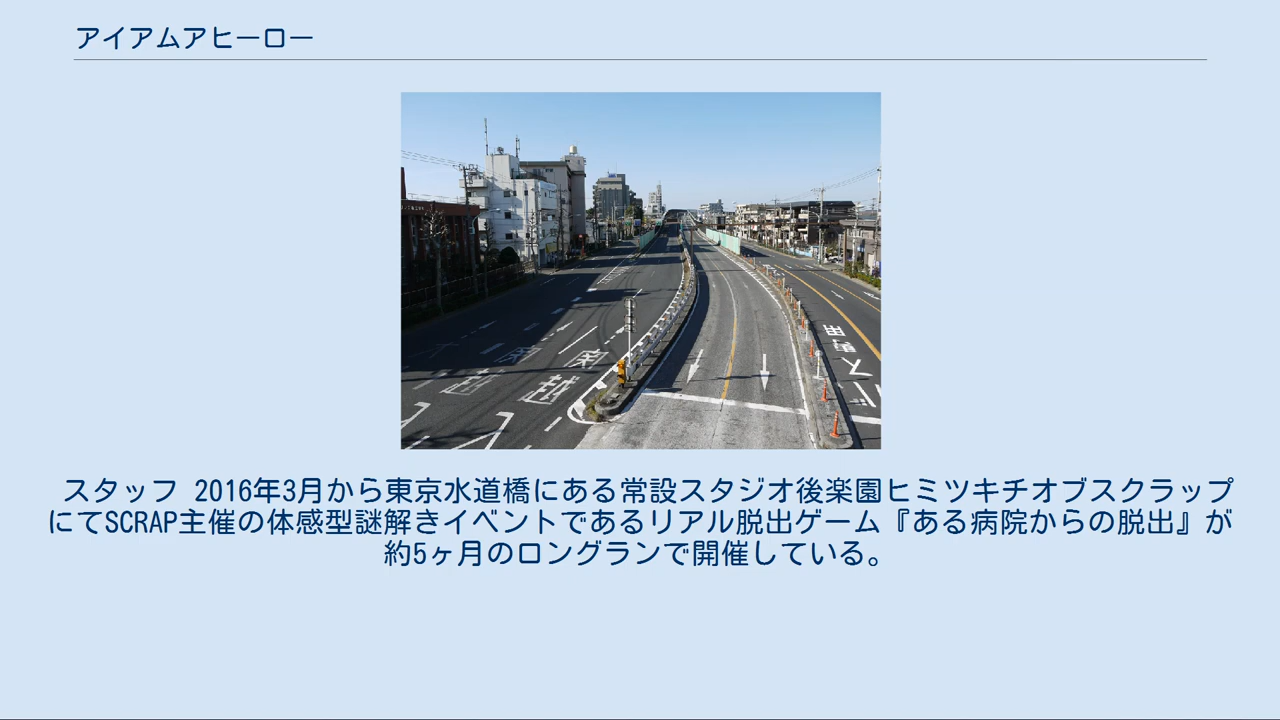 アイアムアヒーロー
スタッフ 2016年3月から東京水道橋にある常設スタジオ後楽園ヒミツキチオブスクラップ
にてSCRAP主催の体感型謎解きイベントであるリアル脱出ゲーム『ある病院からの脱出』が
約5ヶ月のロングランで開催している。